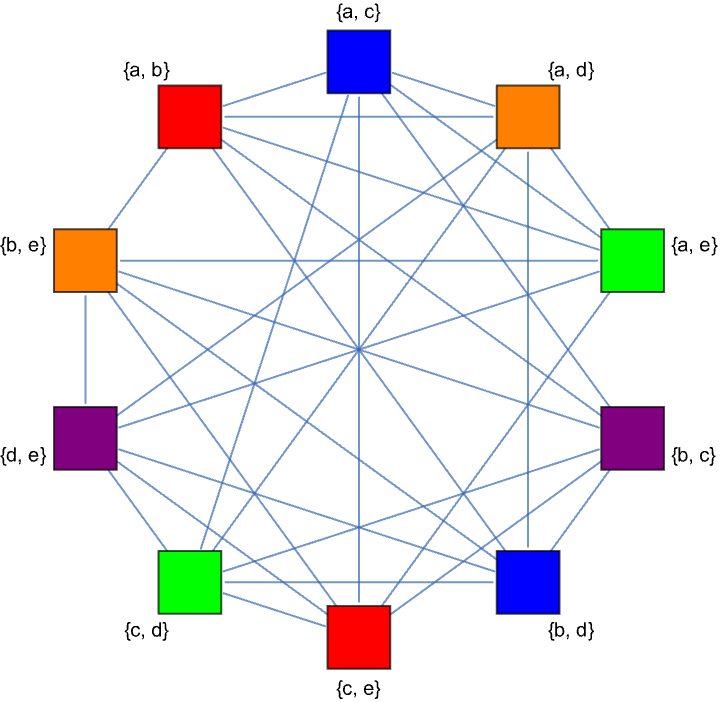 {a, c}
{a, b}
{a, d}
{b, e}
{a, e}
{d, e}
{b, c}
{c, d}
{b, d}
{c, e}